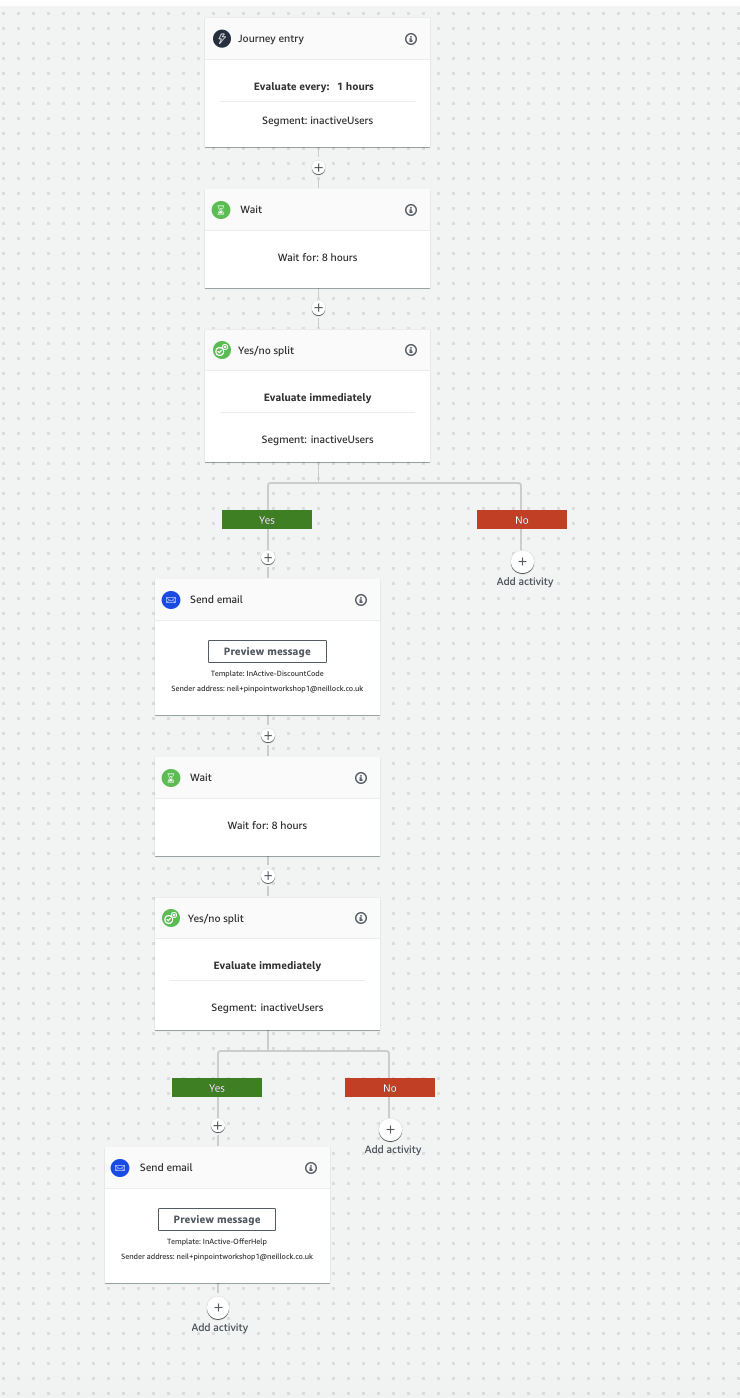 Journey entry
Evaluate every: 1 hours
Segment: inactiveUsers
Wait
Wait for: 8 hours
Yes/no split
Evaluate immediately
Segment: inactiveUsers
Yes
No
Add activity
Send email
Preview message
Template: InActive-DiscountCode
Sender address: neil+pinpointworkshop1@neillock.co.uk
Wait
Wait for: 8 hours
Yes/no split
Evaluate immediately
Segment: inactiveUsers
Yes
No
Add activity
Send email
Preview message
Template: InActive-OfferHelp
Sender address: neil+pinpointworkshop1@neillock.co.uk
Add activity